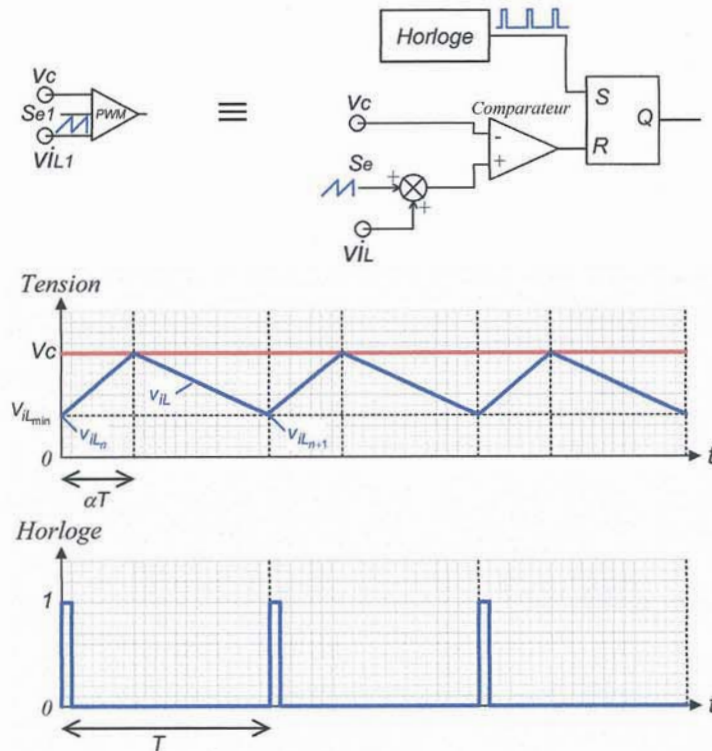 Horloge
Vc
Se1
PWM
ViL1
≡
Vc
Comparateur
S
Q
R
-
+
Se
+
+
ViL
Tension
Vc
ViL
ViLmin
ViLn
ViLn+1
0
t
αT
Horloge
1
0
t
T